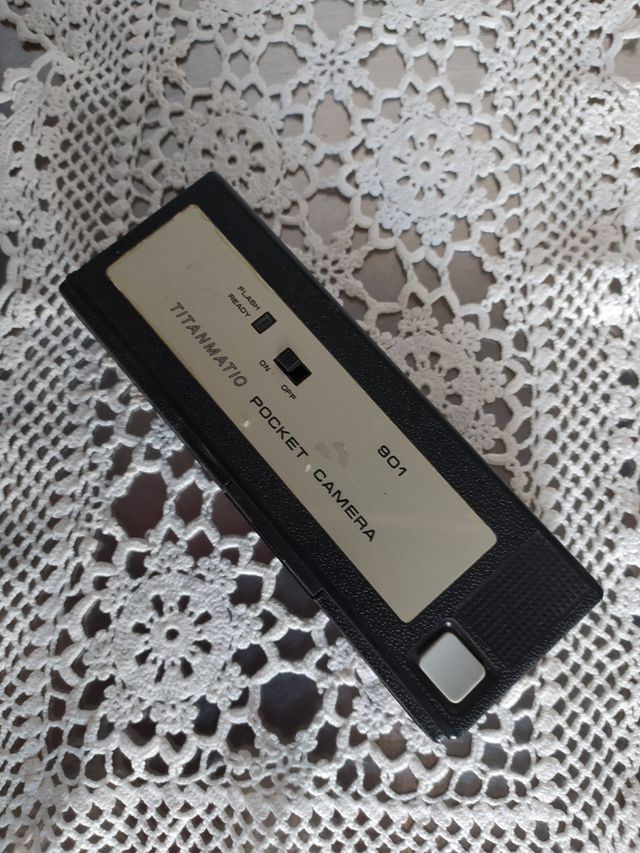 FLASH
READY
ON OFF
TITANMATIC POCKET CAMERA
901